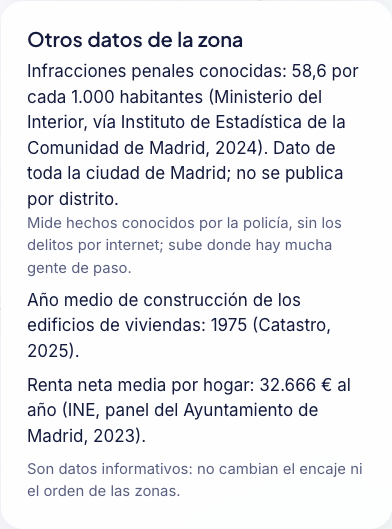 Otros datos de la zona
Infracciones penales conocidas: 58,6 por
cada 1.000 habitantes (Ministerio del
Interior, vía Instituto de Estadística de la
Comunidad de Madrid, 2024). Dato de
toda la ciudad de Madrid; no se publica
por distrito.
Mide hechos conocidos por la policía, sin los
delitos por internet; sube donde hay mucha
gente de paso.
Año medio de construcción de los
edificios de viviendas: 1975 (Catastro,
2025).
Renta neta media por hogar: 32.666 € al
año (INE, panel del Ayuntamiento de
Madrid, 2023).
Son datos informativos: no cambian el encaje ni
el orden de las zonas.